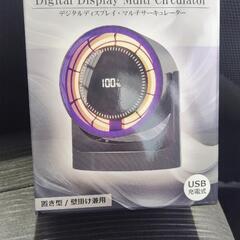 Digital Display Multi Circulator
デジタルディスプレイ・マルチサーキュレーター
100%
置き型 / 壁掛け兼用
USB
充電式